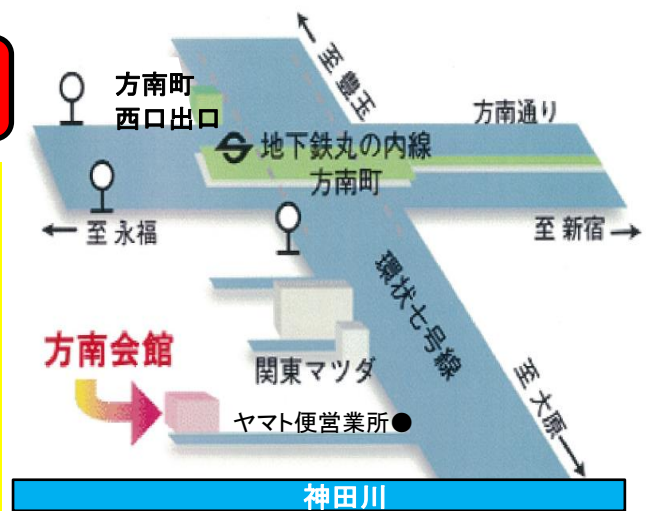 至 豊玉
方南町
西口出口
方南通り
地下鉄丸の内線
方南町
← 至 永福
至 新宿 →
環状七号線
方南会館
関東マツダ
至 大原
ヤマト便営業所●
神田川